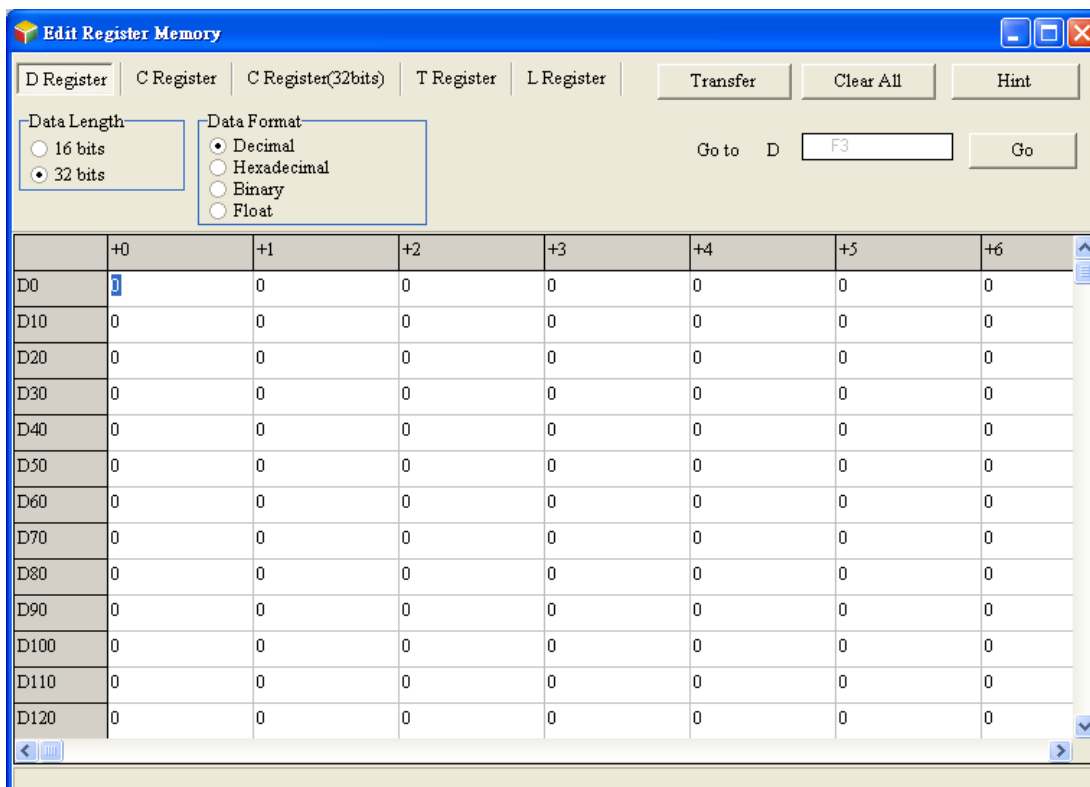 Edit Register Memory
D Register C Register C Register(32bits) T Register L Register Transfer Clear All Hint
Data Length Data Format
16 bits Decimal Go to D F3 Go
32 bits Hexadecimal
Binary
Float
+0 +1 +2 +3 +4 +5 +6
D0 0 0 0 0 0 0 0
D10 0 0 0 0 0 0 0
D20 0 0 0 0 0 0 0
D30 0 0 0 0 0 0 0
D40 0 0 0 0 0 0 0
D50 0 0 0 0 0 0 0
D60 0 0 0 0 0 0 0
D70 0 0 0 0 0 0 0
D80 0 0 0 0 0 0 0
D90 0 0 0 0 0 0 0
D100 0 0 0 0 0 0 0
D110 0 0 0 0 0 0 0
D120 0 0 0 0 0 0 0